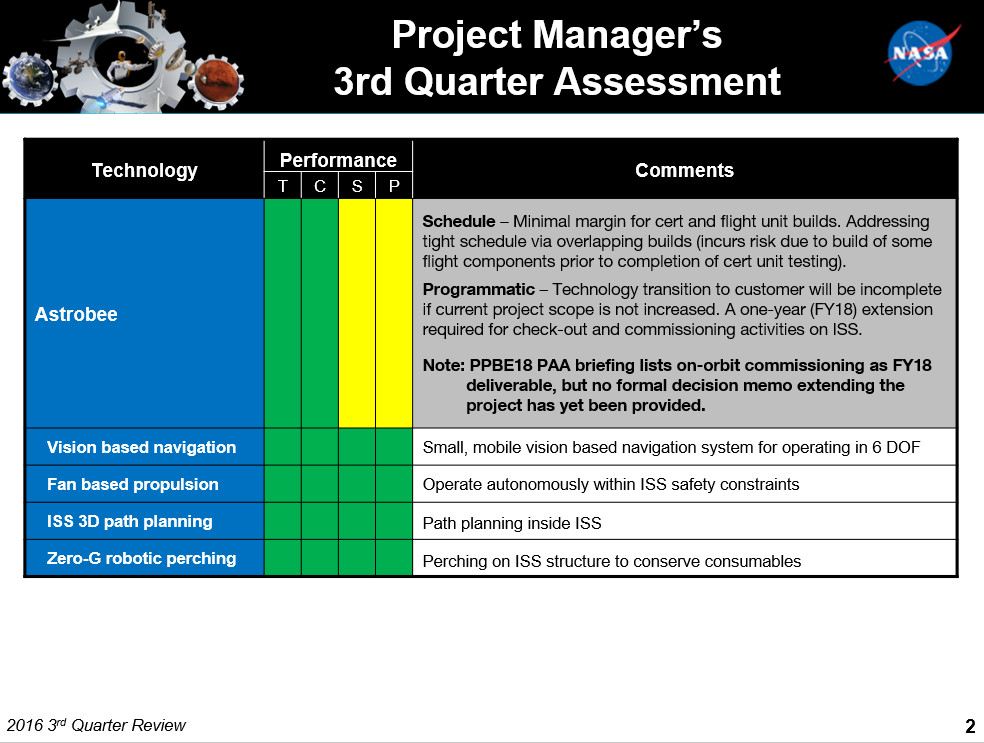 Project Manager’s
3rd Quarter Assessment
NASA
Technology
Performance
Comments
T C S P
Astrobee
Schedule – Minimal margin for cert and flight unit builds. Addressing
tight schedule via overlapping builds (incurs risk due to build of some
flight components prior to completion of cert unit testing).
Programmatic – Technology transition to customer will be incomplete
if current project scope is not increased. A one-year (FY18) extension
required for check-out and commissioning activities on ISS.
Note: PPBE18 PAA briefing lists on-orbit commissioning as FY18
deliverable, but no formal decision memo extending the
project has yet been provided.
Vision based navigation
Small, mobile vision based navigation system for operating in 6 DOF
Fan based propulsion
Operate autonomously within ISS safety constraints
ISS 3D path planning
Path planning inside ISS
Zero-G robotic perching
Perching on ISS structure to conserve consumables
2016 3rd Quarter Review
2